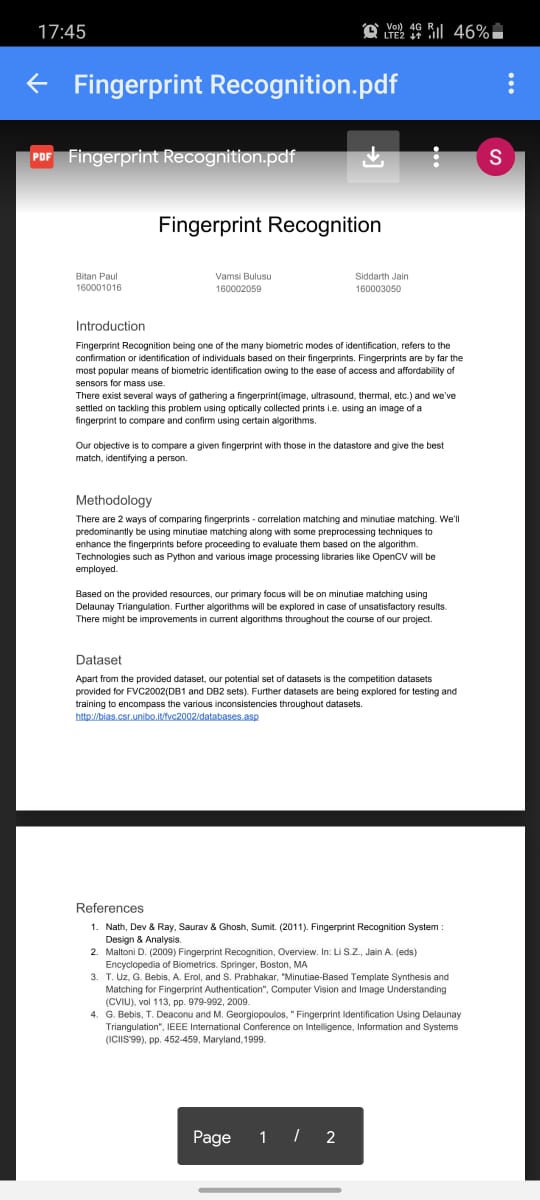 17:45
Vo)) 4G R 46%
LTE2
Fingerprint Recognition.pdf
PDF Fingerprint Recognition.pdf S
Fingerprint Recognition
Bitan Paul Vamsi Bulusu Siddarth Jain
160001016 160002059 160003050
Introduction
Fingerprint Recognition being one of the many biometric modes of identification, refers to the
confirmation or identification of individuals based on their fingerprints. Fingerprints are by far the
most popular means of biometric identification owing to the ease of access and affordability of
sensors for mass use.
There exist several ways of gathering a fingerprint(image, ultrasound, thermal, etc.) and we've
settled on tackling this problem using optically collected prints i.e. using an image of a
fingerprint to compare and confirm using certain algorithms.
Our objective is to compare a given fingerprint with those in the datastore and give the best
match, identifying a person.
Methodology
There are 2 ways of comparing fingerprints - correlation matching and minutiae matching. We'll
predominantly be using minutiae matching along with some preprocessing techniques to
enhance the fingerprints before proceeding to evaluate them based on the algorithm.
Technologies such as Python and various image processing libraries like OpenCV will be
employed.
Based on the provided resources, our primary focus will be on minutiae matching using
Delaunay Triangulation. Further algorithms will be explored in case of unsatisfactory results.
There might be improvements in current algorithms throughout the course of our project.
Dataset
Apart from the provided dataset, our potential set of datasets is the competition datasets
provided for FVC2002(DB1 and DB2 sets). Further datasets are being explored for testing and
training to encompass the various inconsistencies throughout datasets.
http://bias.csr.unibo.it/fvc2002/databases.asp
References
1. Nath, Dev & Ray, Saurav & Ghosh, Sumit. (2011). Fingerprint Recognition System :
Design & Analysis.
2. Maltoni D. (2009) Fingerprint Recognition, Overview. In: Li S.Z., Jain A. (eds)
Encyclopedia of Biometrics. Springer, Boston, MA
3. T. Uz, G. Bebis, A. Erol, and S. Prabhakar, "Minutiae-Based Template Synthesis and
Matching for Fingerprint Authentication", Computer Vision and Image Understanding
(CVIU), vol 113, pp. 979-992, 2009.
4. G. Bebis, T. Deaconu and M. Georgiopoulos, " Fingerprint Identification Using Delaunay
Triangulation", IEEE International Conference on Intelligence, Information and Systems
(ICIIS'99), pp. 452-459, Maryland,1999.
Page 1 / 2